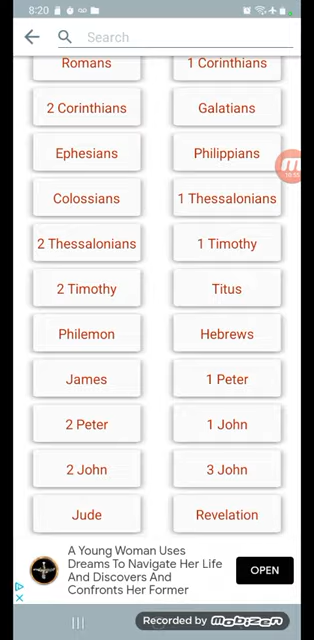 8:20
Search
Romans 1 Corinthians
2 Corinthians Galatians
Ephesians Philippians
Colossians 1 Thessalonians
2 Thessalonians 1 Timothy
2 Timothy Titus
Philemon Hebrews
James 1 Peter
2 Peter 1 John
2 John 3 John
Jude Revelation
A Young Woman Uses
Dreams To Navigate Her Life
And Discovers And
Confronts Her Former
OPEN
Recorded by mobizen